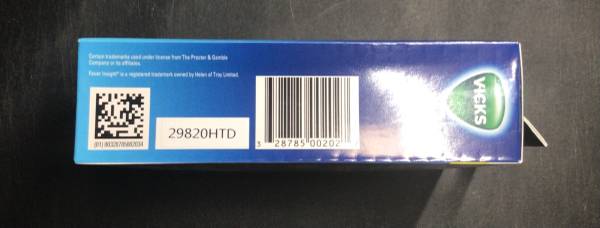 Certain trademarks used under license from The Procter & Gamble
Company or its affiliates.
Fever Insight® is a registered trademark owned by Helen of Troy Limited.
29820HTD
3 28785 00202
VICKS